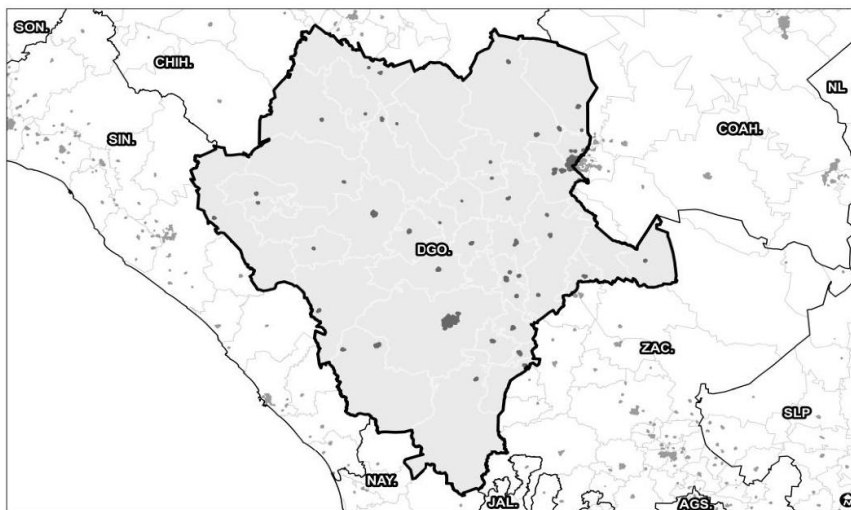 SON.
CHIH.
NL
COAH.
SIN.
DGO.
ZAC.
SLP
NAY.
JAL.
AGS.